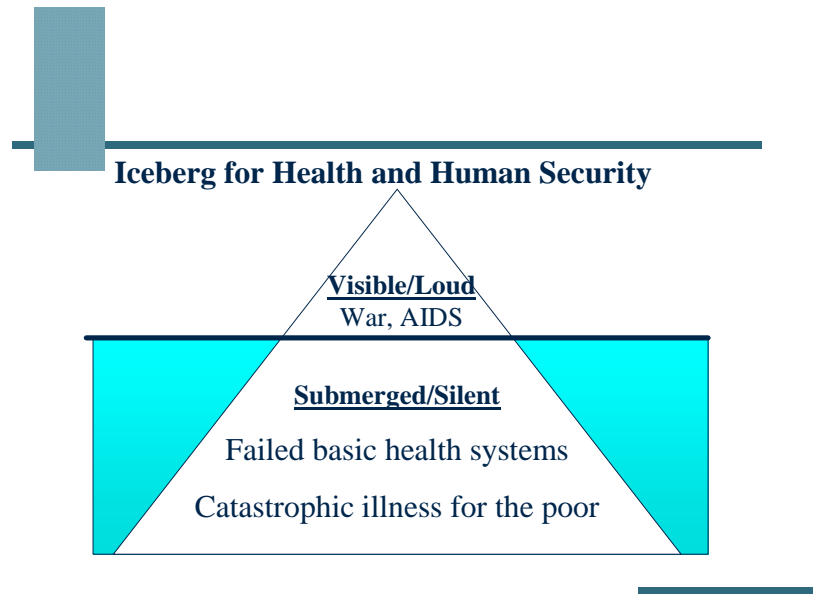 Iceberg for Health and Human Security
Visible/Loud
War, AIDS
Submerged/Silent
Failed basic health systems
Catastrophic illness for the poor